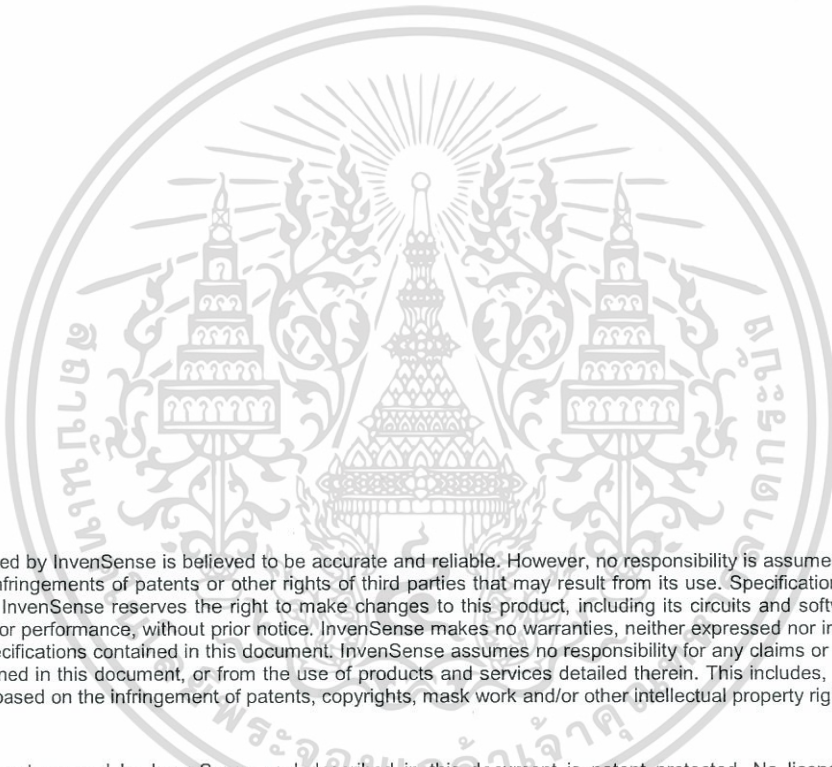 ed by InvenSense is believed to be accurate and reliable. However, no responsibility is assume
nfringements of patents or other rights of third parties that may result from its use. Specification
InvenSense reserves the right to make changes to this product, including its circuits and softw
or performance, without prior notice. InvenSense makes no warranties, neither expressed nor in
ecifications contained in this document. InvenSense assumes no responsibility for any claims or
ned in this document, or from the use of products and services detailed therein. This includes,
based on the infringement of patents, copyrights, mask work and/or other intellectual property rig